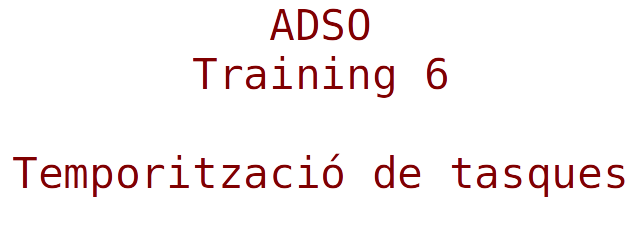 ADSO
Training 6
Temporització de tasques